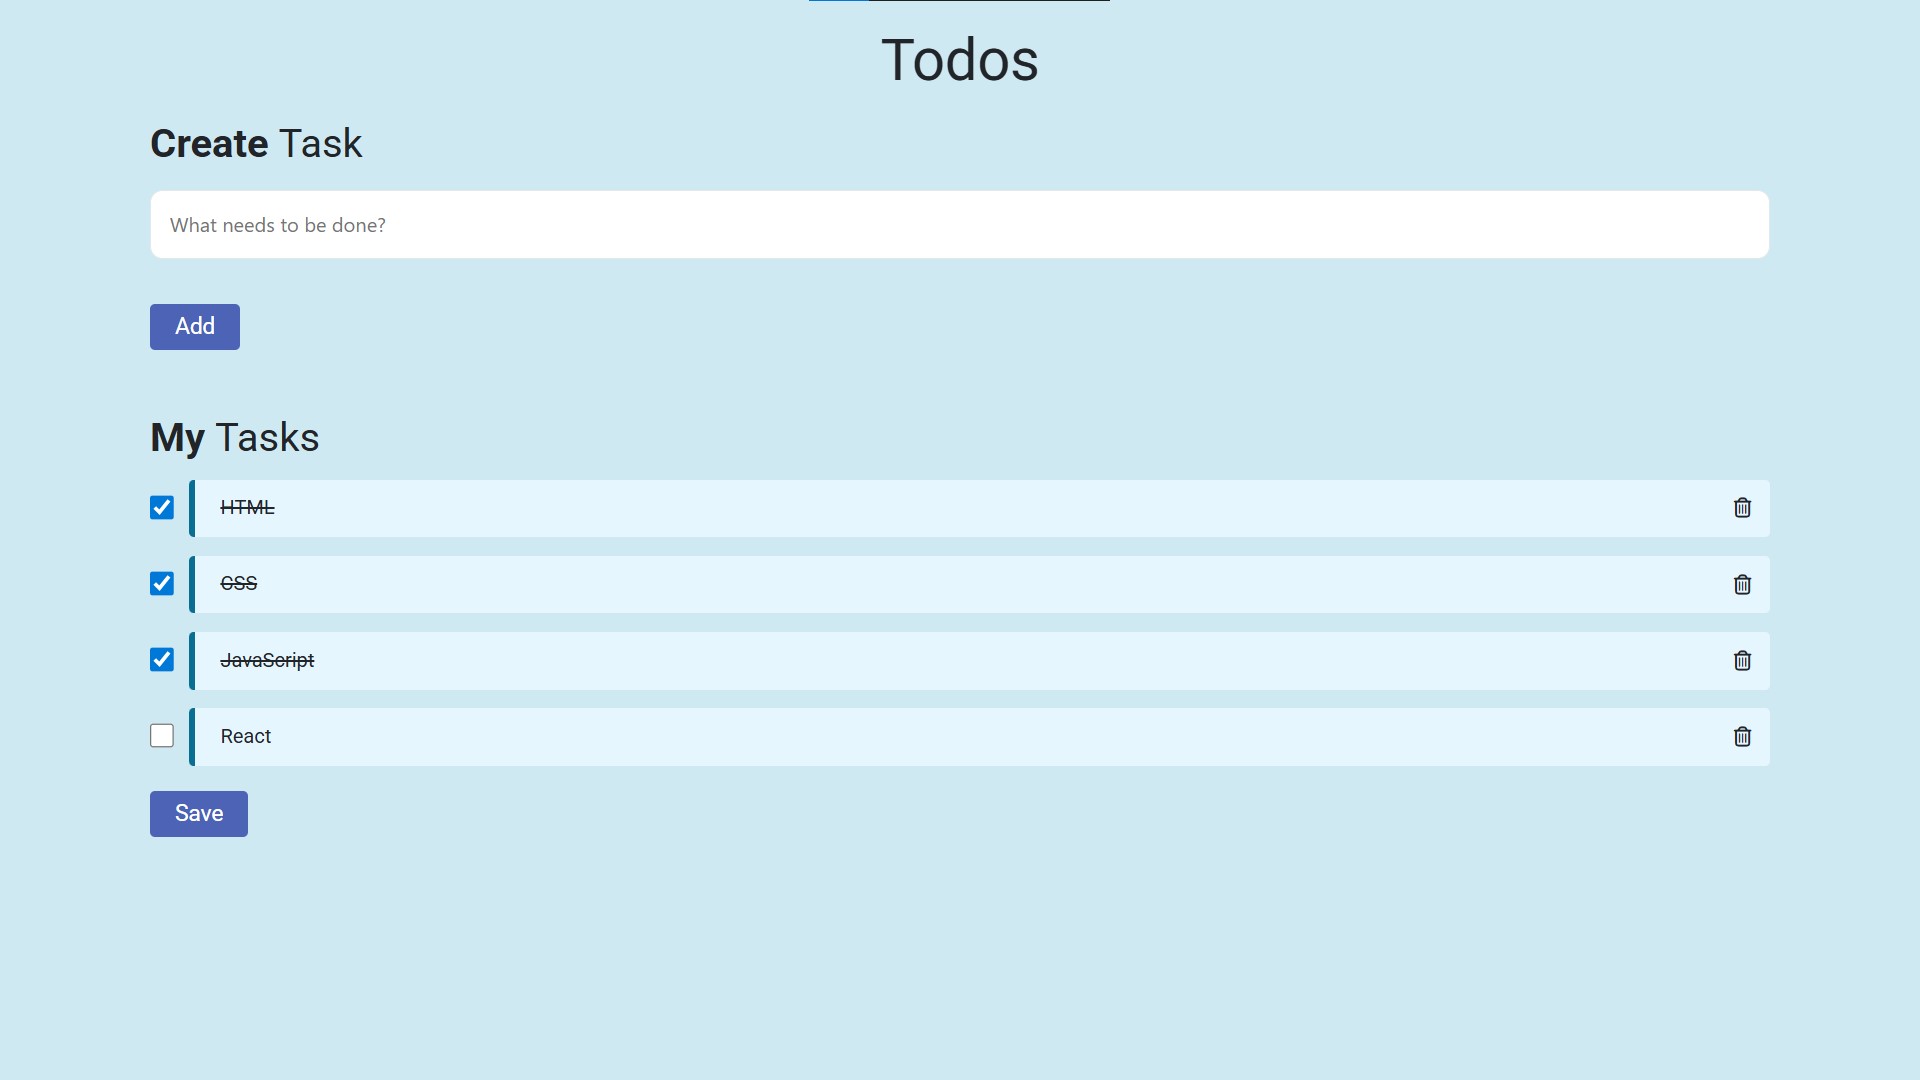 Todos
Create Task
What needs to be done?
Add
My Tasks
HTML
CSS
JavaScript
React
Save